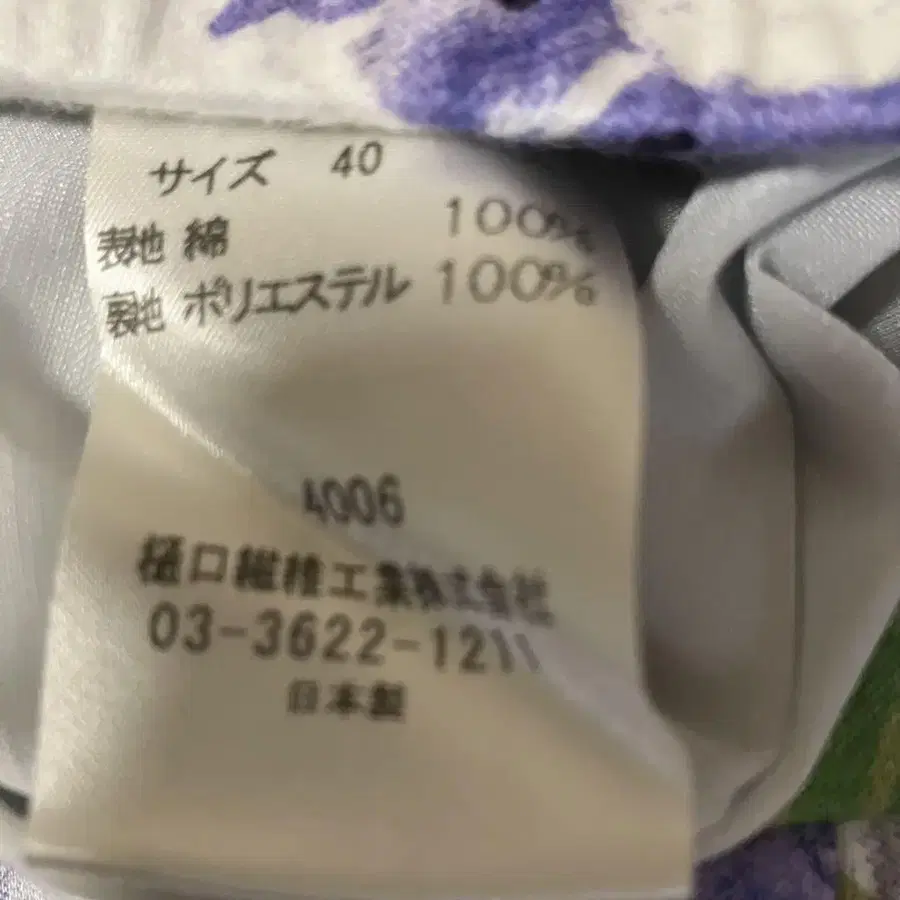 サイズ 40
表地 綿 100%
裏地 ポリエステル 100%
4006
樋口繊維工業株式会社
03-3622-1211
日本製